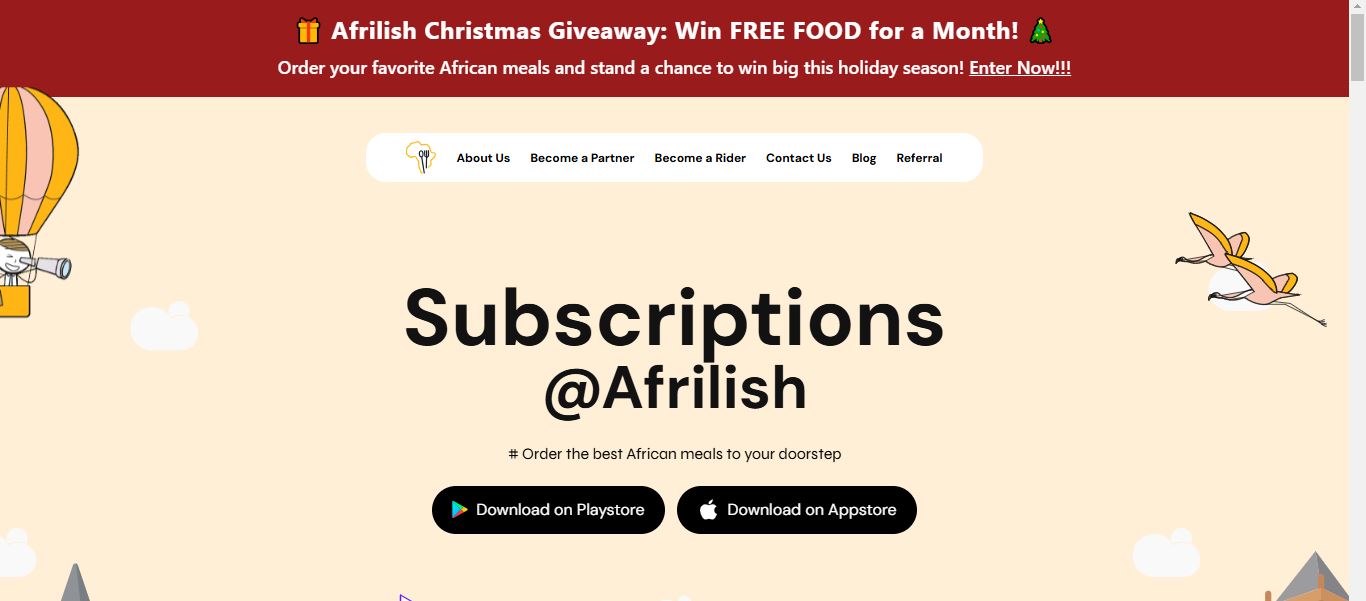 🎁 Afrilish Christmas Giveaway: Win FREE FOOD for a Month! 🎄
Order your favorite African meals and stand a chance to win big this holiday season! Enter Now!!!
About Us Become a Partner Become a Rider Contact Us Blog Referral
Subscriptions
@Afrilish
# Order the best African meals to your doorstep
Download on Playstore Download on Appstore